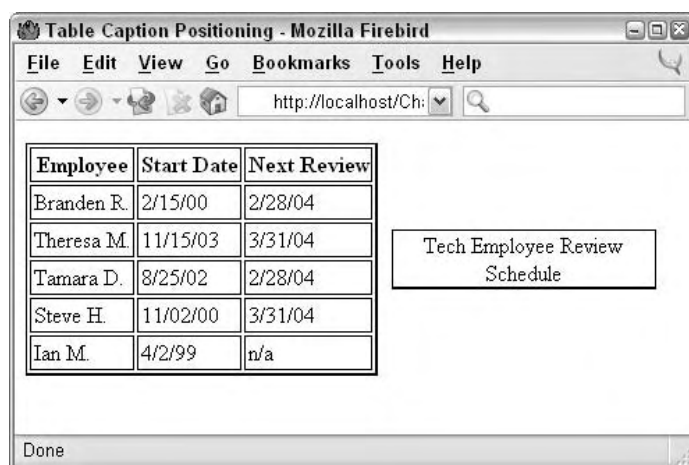 Table Caption Positioning - Mozilla Firebird
File Edit View Go Bookmarks Tools Help
http://localhost/Cha
Employee Start Date Next Review
Branden R. 2/15/00 2/28/04
Theresa M. 11/15/03 3/31/04
Tamara D. 8/25/02 2/28/04
Steve H. 11/02/00 3/31/04
Ian M. 4/2/99 n/a
Tech Employee Review
Schedule
Done